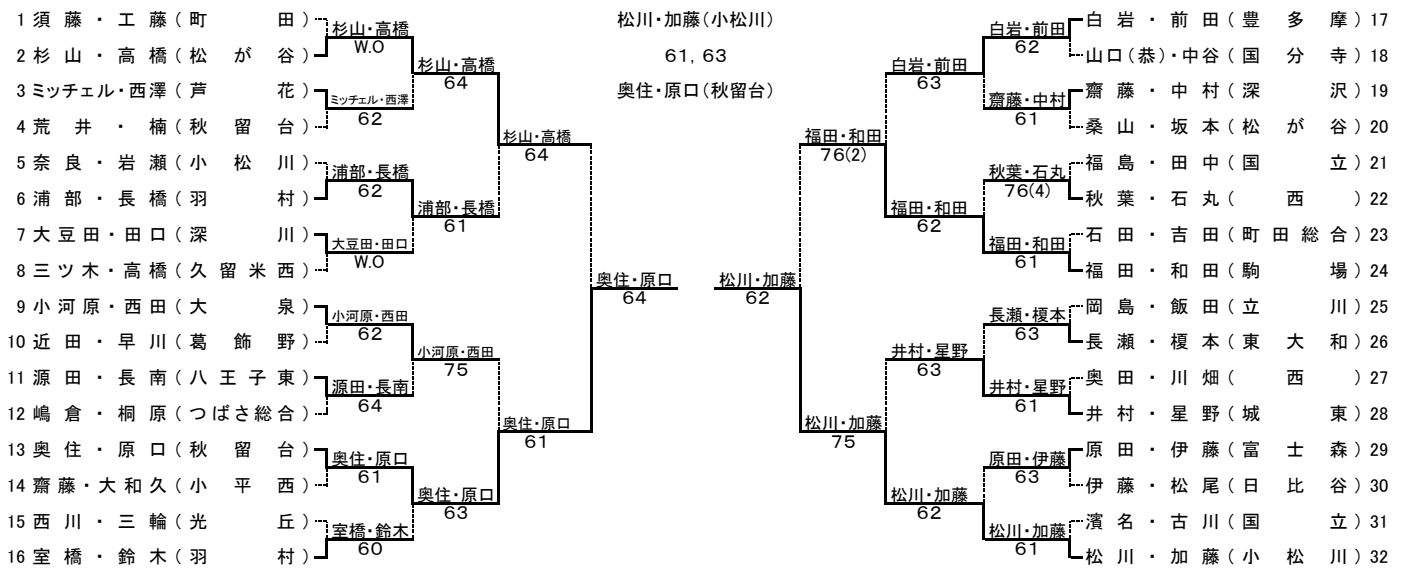 松川・加藤(小松川)
61, 63
奥住・原口(秋留台)
1 須藤・工藤(町田)
2 杉山・高橋(松が谷)
3 ミッチェル・西澤(芦花)
4 荒井・楠(秋留台)
5 奈良・岩瀬(小松川)
6 浦部・長橋(羽村)
7 大豆田・田口(深川)
8 三ツ木・高橋(久留米西)
9 小河原・西田(大泉)
10 近田・早川(葛飾野)
11 源田・長南(八王子東)
12 嶋倉・桐原(つばさ総合)
13 奥住・原口(秋留台)
14 齋藤・大和久(小平西)
15 西川・三輪(光丘)
16 室橋・鈴木(羽村)
杉山・高橋
W.O
ミッチェル・西澤
62
浦部・長橋
62
大豆田・田口
W.O
小河原・西田
62
源田・長南
64
奥住・原口
61
室橋・鈴木
60
杉山・高橋
64
浦部・長橋
61
小河原・西田
75
奥住・原口
63
杉山・高橋
64
奥住・原口
61
奥住・原口
64
松川・加藤
62
福田・和田
76(2)
松川・加藤
75
白岩・前田
63
福田・和田
62
井村・星野
63
松川・加藤
62
白岩・前田
62
齋藤・中村
61
秋葉・石丸
76(4)
福田・和田
61
長瀬・榎本
63
井村・星野
61
原田・伊藤
63
松川・加藤
61
白岩・前田(豊多摩)17
山口(恭)・中谷(国分寺)18
齋藤・中村(深沢)19
桑山・坂本(松が谷)20
福島・田中(国立)21
秋葉・石丸(西)22
石田・吉田(町田総合)23
福田・和田(駒場)24
岡島・飯田(立川)25
長瀬・榎本(東大和)26
奥田・川畑(西)27
井村・星野(城東)28
原田・伊藤(富士森)29
伊藤・松尾(日比谷)30
濱名・古川(国立)31
松川・加藤(小松川)32